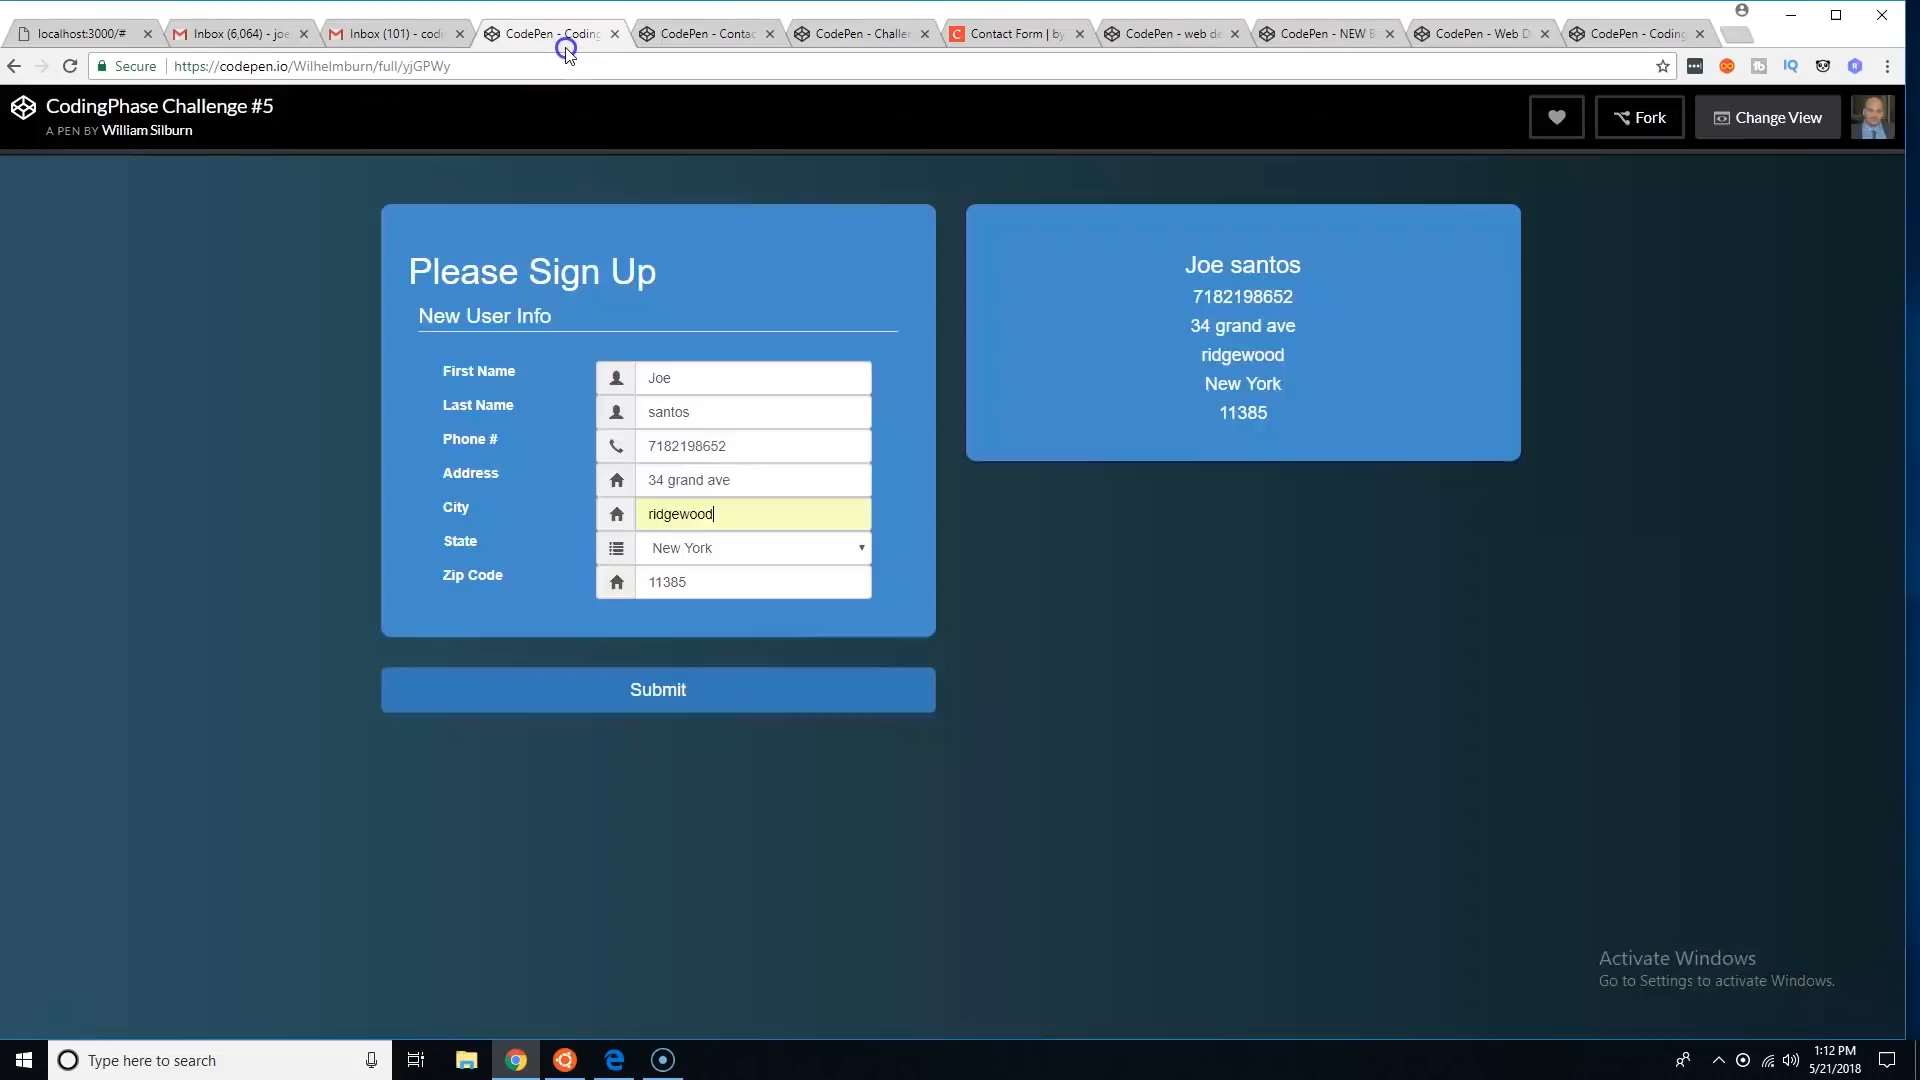 localhost:3000/#
Inbox (6,064) - joe
Inbox (101) - codi
CodePen - Coding
CodePen - Contac
CodePen - Challer
Contact Form | by
CodePen - web de
CodePen - NEW B
CodePen - Web D
CodePen - Coding
Secure
https://codepen.io/Wilhelmburn/full/yjGPWy
CodingPhase Challenge #5
A PEN BY William Silburn
Fork
Change View
Please Sign Up
New User Info
First Name
Joe
Last Name
santos
Phone #
7182198652
Address
34 grand ave
City
ridgewood
State
New York
Zip Code
11385
Submit
Joe santos
7182198652
34 grand ave
ridgewood
New York
11385
Activate Windows
Go to Settings to activate Windows.
Type here to search
1:12 PM
5/21/2018